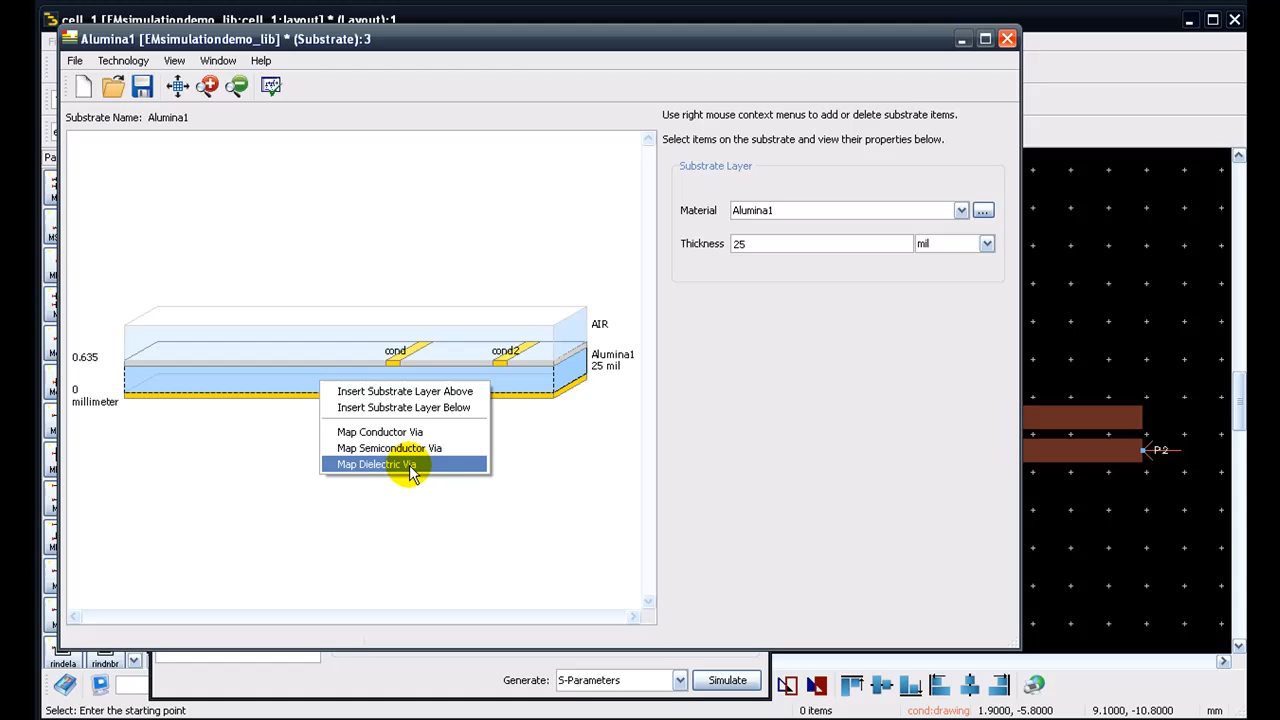 cell_1 [EMsimulationdemo_lib:cell_1:layout] * (Layout):1
Alumina1 [EMsimulationdemo_lib] * (Substrate):3
File Technology View Window Help
Substrate Name: Alumina1
Use right mouse context menus to add or delete substrate items.
Select items on the substrate and view their properties below.
Substrate Layer
Material Alumina1 ...
Thickness 25 mil
AIR
0.635
cond cond2
Alumina1
25 mil
0
millimeter
Insert Substrate Layer Above
Insert Substrate Layer Below
Map Conductor Via
Map Semiconductor Via
Map Dielectric Via
P2
rindela rindnbr
Generate: S-Parameters Simulate
Select: Enter the starting point
0 items cond:drawing 1.9000, -5.8000 9.1000, -10.8000 mm